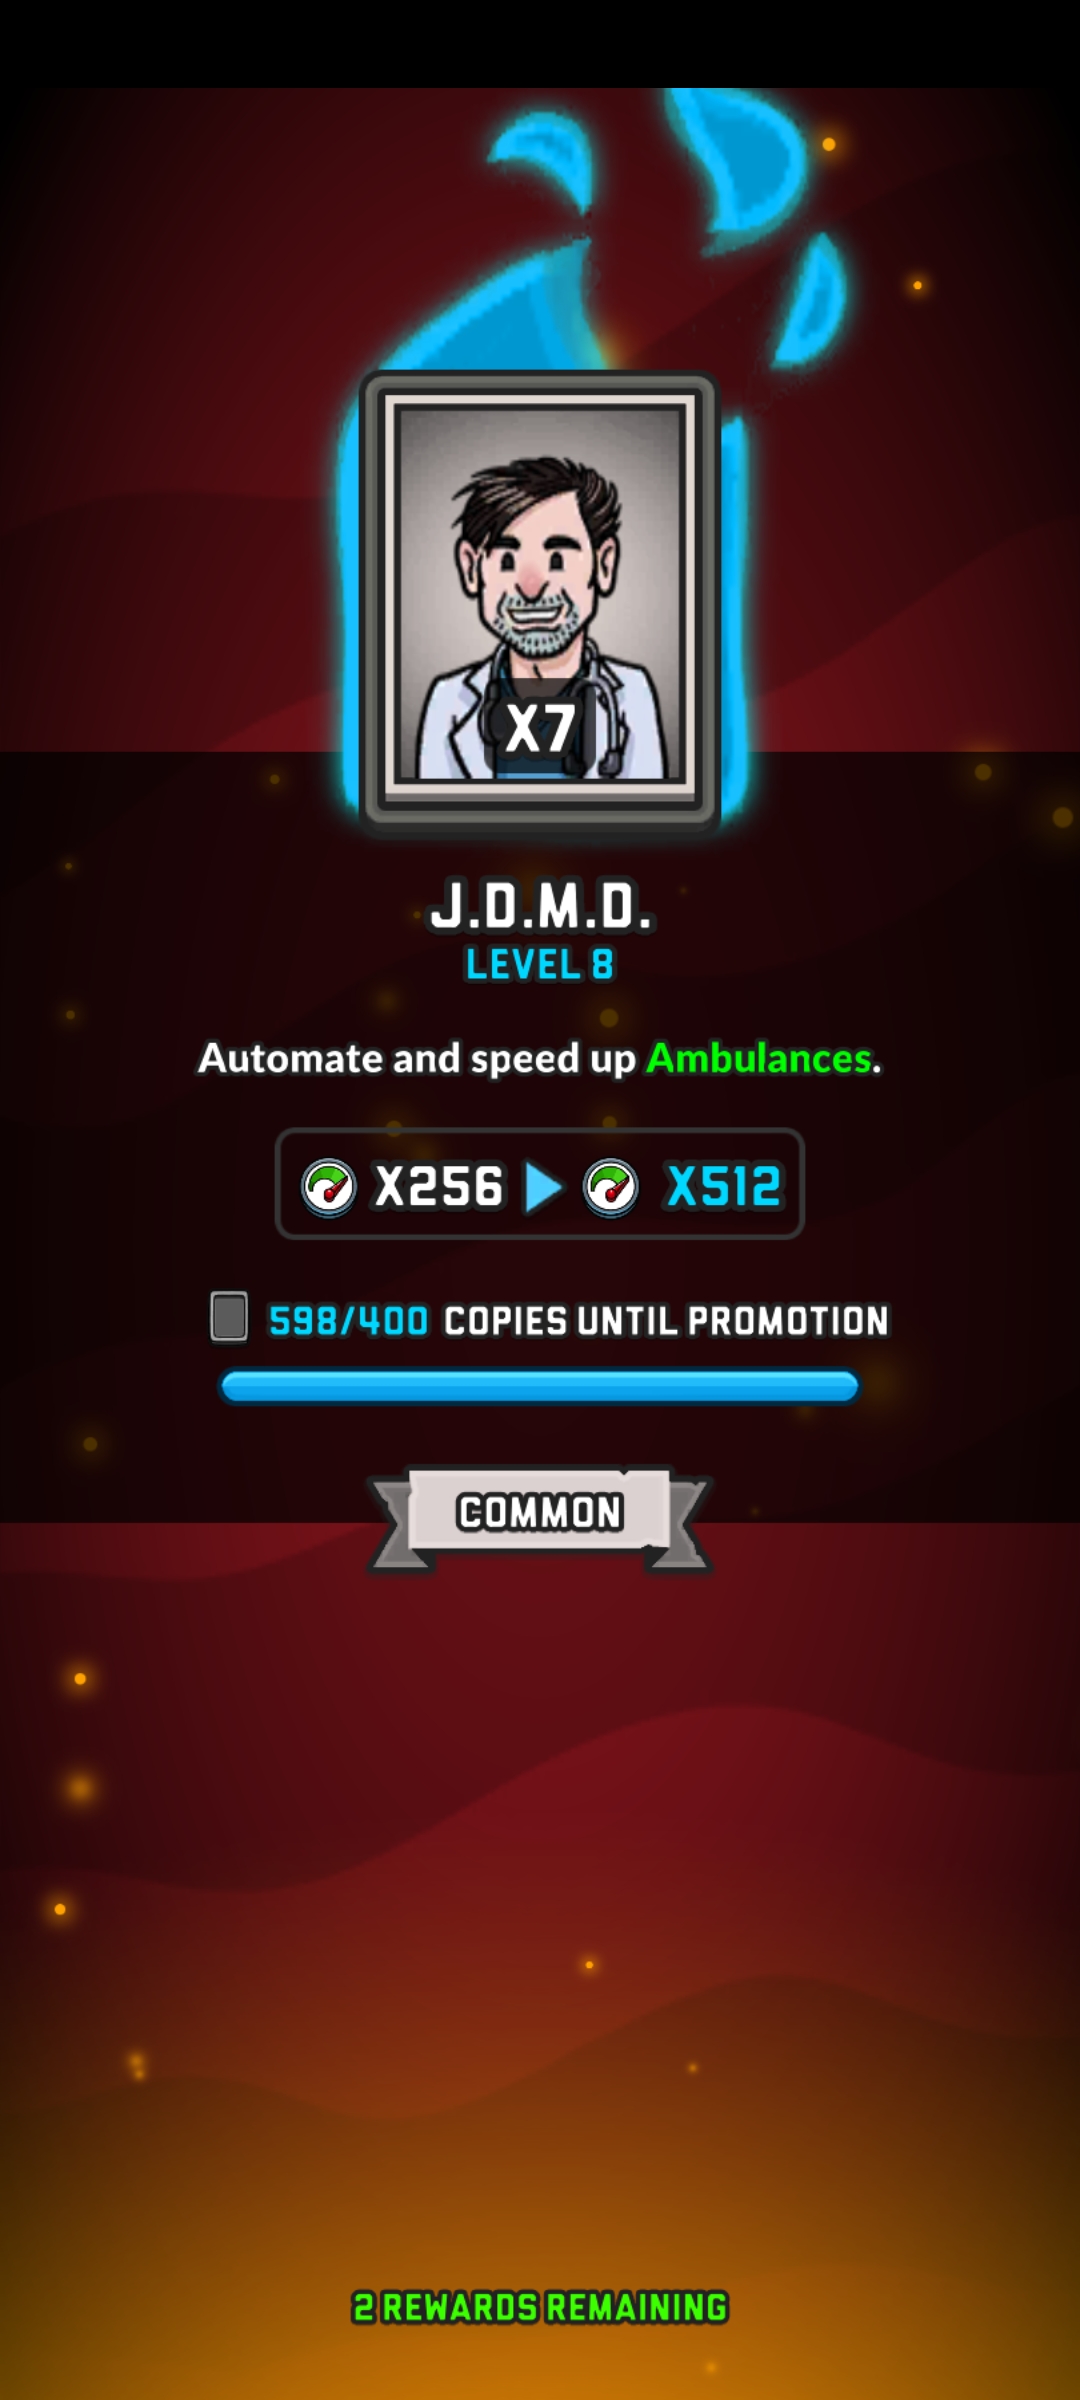 X7
J.D.M.D.
LEVEL 8
Automate and speed up Ambulances.
X256 X512
598/400 COPIES UNTIL PROMOTION
COMMON
2 REWARDS REMAINING